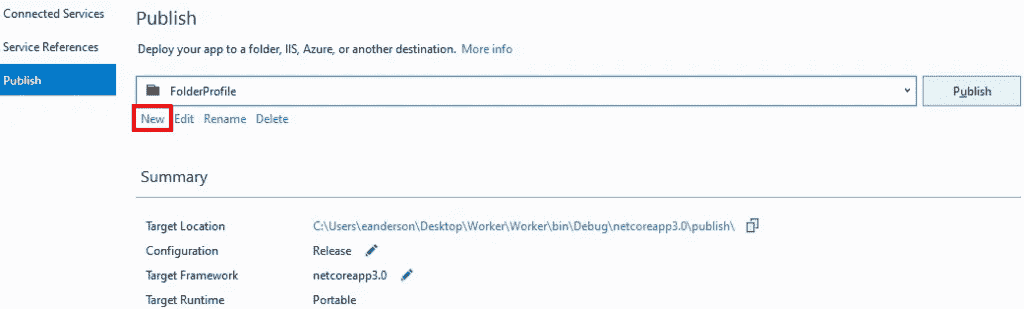 Connected Services
Service References
Publish
Publish
Deploy your app to a folder, IIS, Azure, or another destination. More info
FolderProfile
Publish
New Edit Rename Delete
Summary
Target Location C:\Users\eanderson\Desktop\Worker\Worker\bin\Debug\netcoreapp3.0\publish\
Configuration Release
Target Framework netcoreapp3.0
Target Runtime Portable